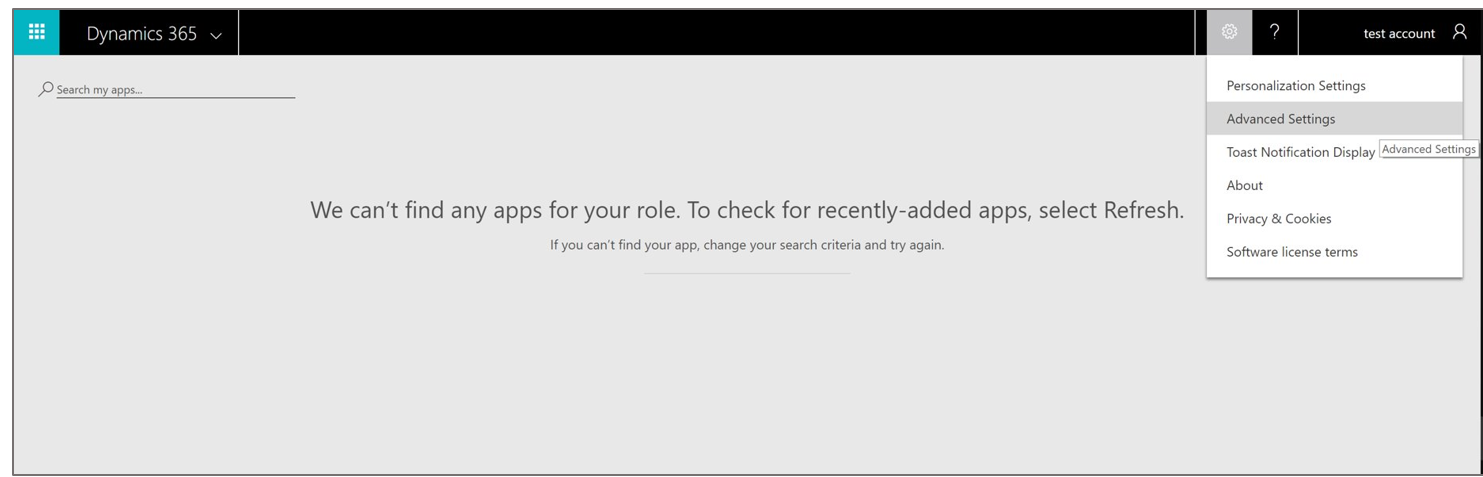 Dynamics 365
?
test account
Search my apps...
Personalization Settings
Advanced Settings
Toast Notification Display
Advanced Settings
About
Privacy & Cookies
Software license terms
We can't find any apps for your role. To check for recently-added apps, select Refresh.
If you can't find your app, change your search criteria and try again.